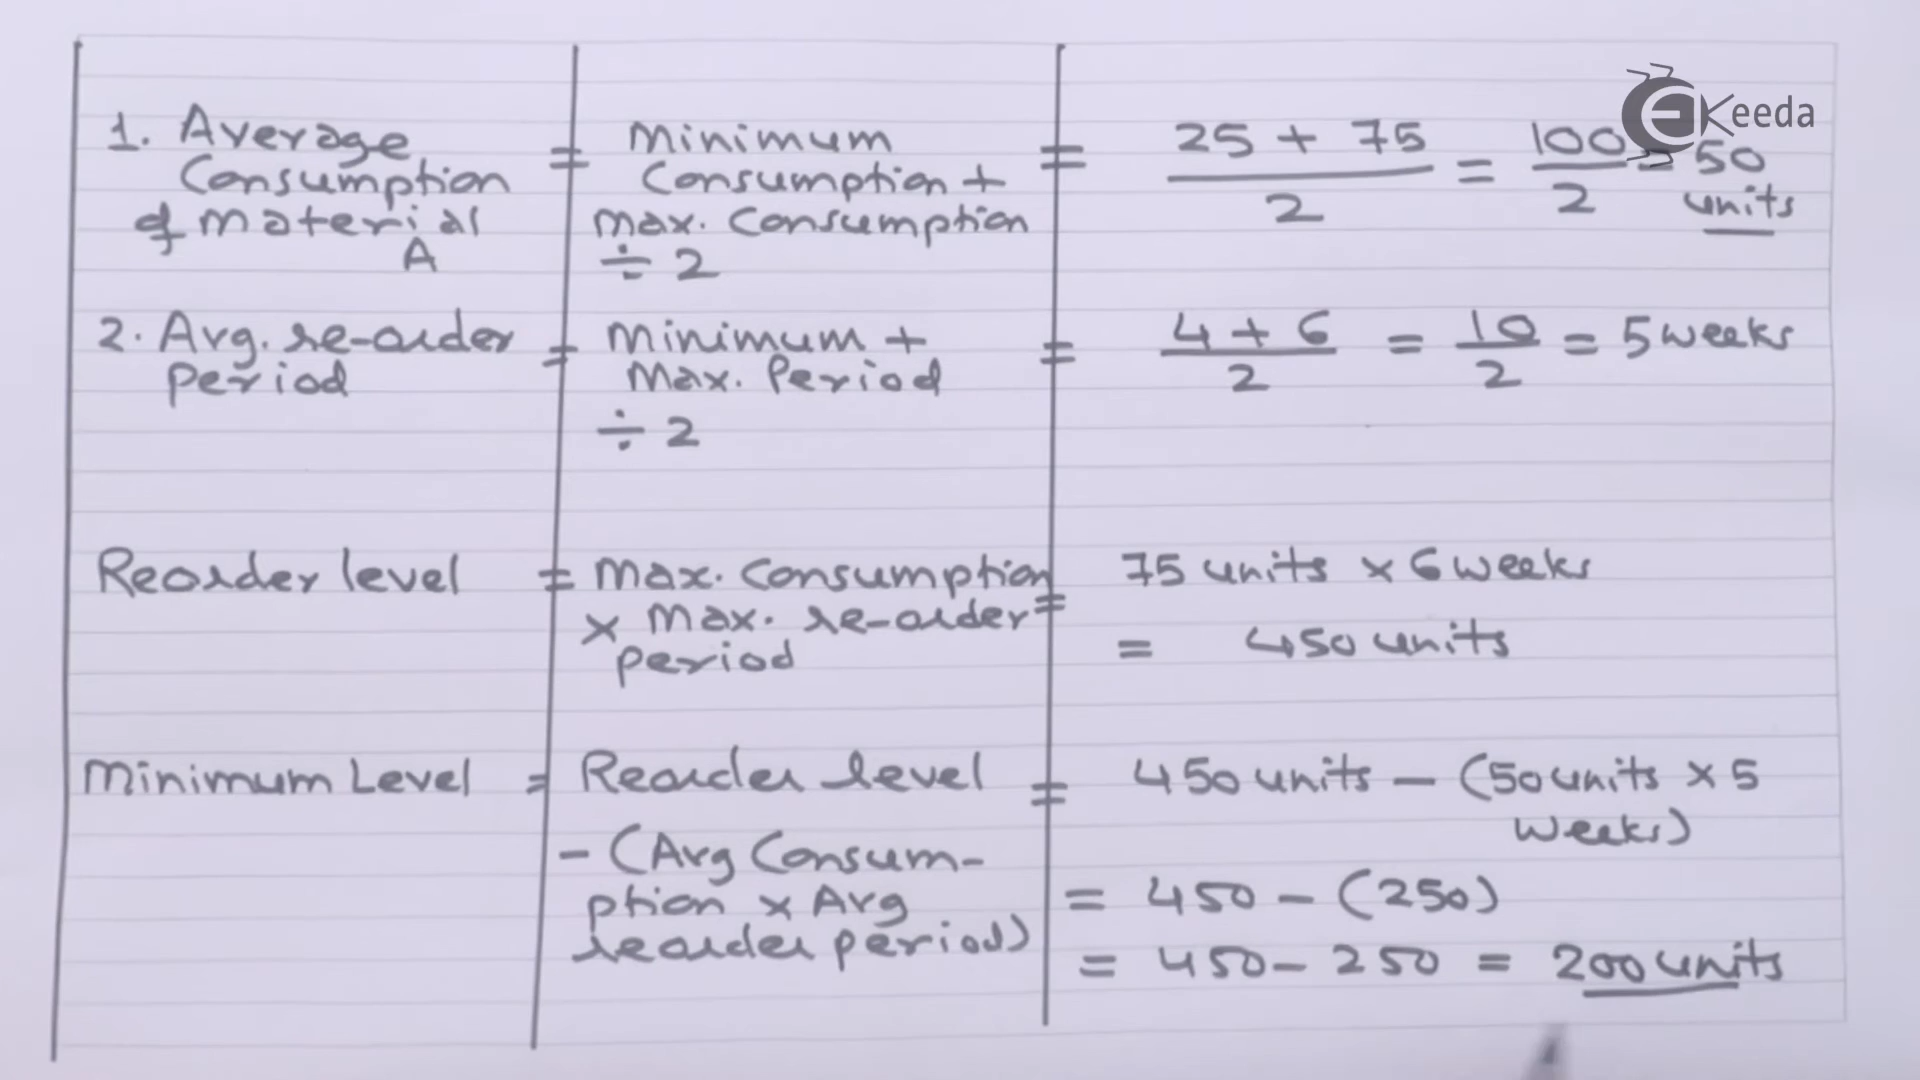 1. Average = Minimum = 25 + 75 / 2 = 100 / 2 = 50 units
Consumption Consumption +
of material A max. Consumption
÷ 2
2. Avg. re-order = Minimum + = 4 + 6 / 2 = 10 / 2 = 5 weeks
Period Max. Period
÷ 2
Reorder level = Max. Consumption = 75 units x 6 weeks
x Max. re-order = 450 units
period
Minimum Level = Reorder level = 450 units - (50 units x 5
weeks)
- (Avg Consum- = 450 - (250)
ption x Avg
reorder period) = 450 - 250 = 200 units
EKeeda